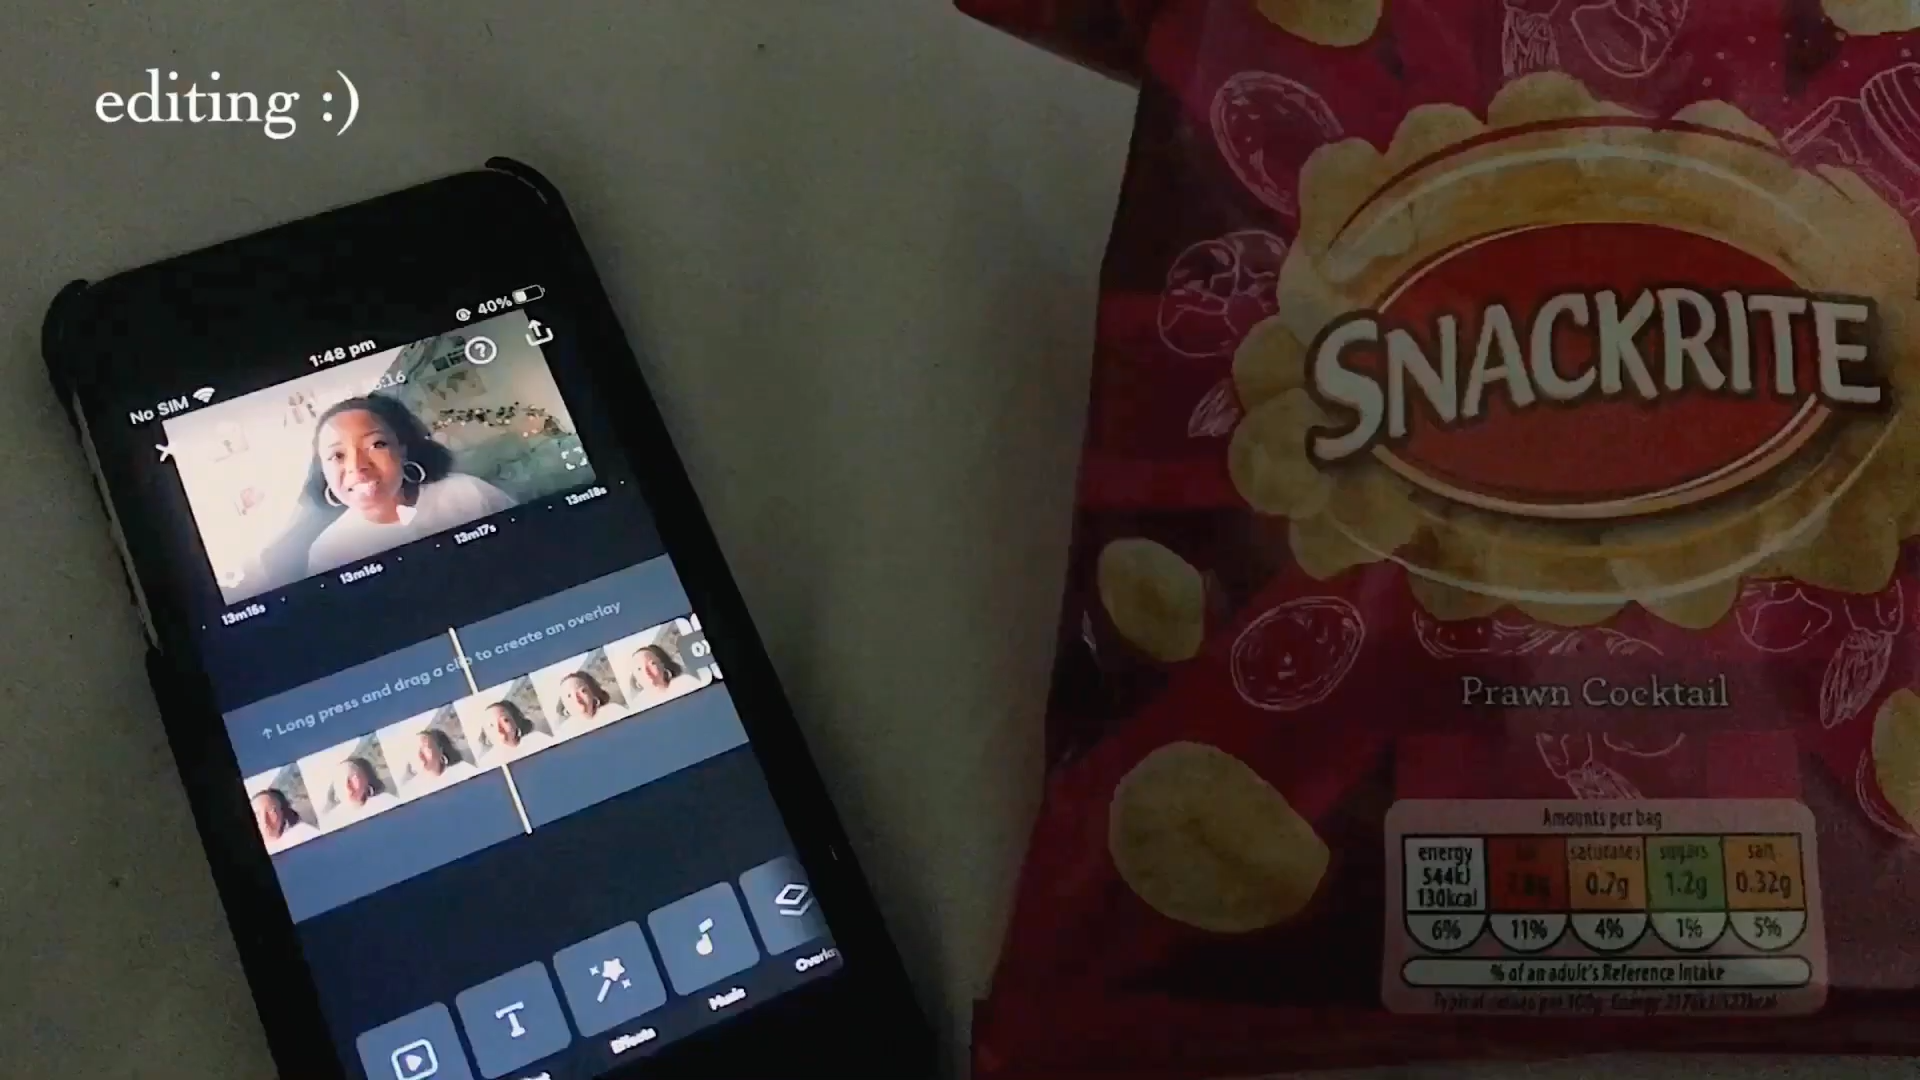 editing :)
No SIM
1:48 pm
40%
13m15s
13m16s
13m17s
13m18s
↑ Long press and drag a clip to create an overlay
Effects
Music
SNACKRITE
Prawn Cocktail
Amounts per bag
energy 544kJ 130kcal 6%
11%
saturates 0.7g 4%
sugars 1.2g 1%
salt 0.32g 5%
% of an adult's Reference Intake